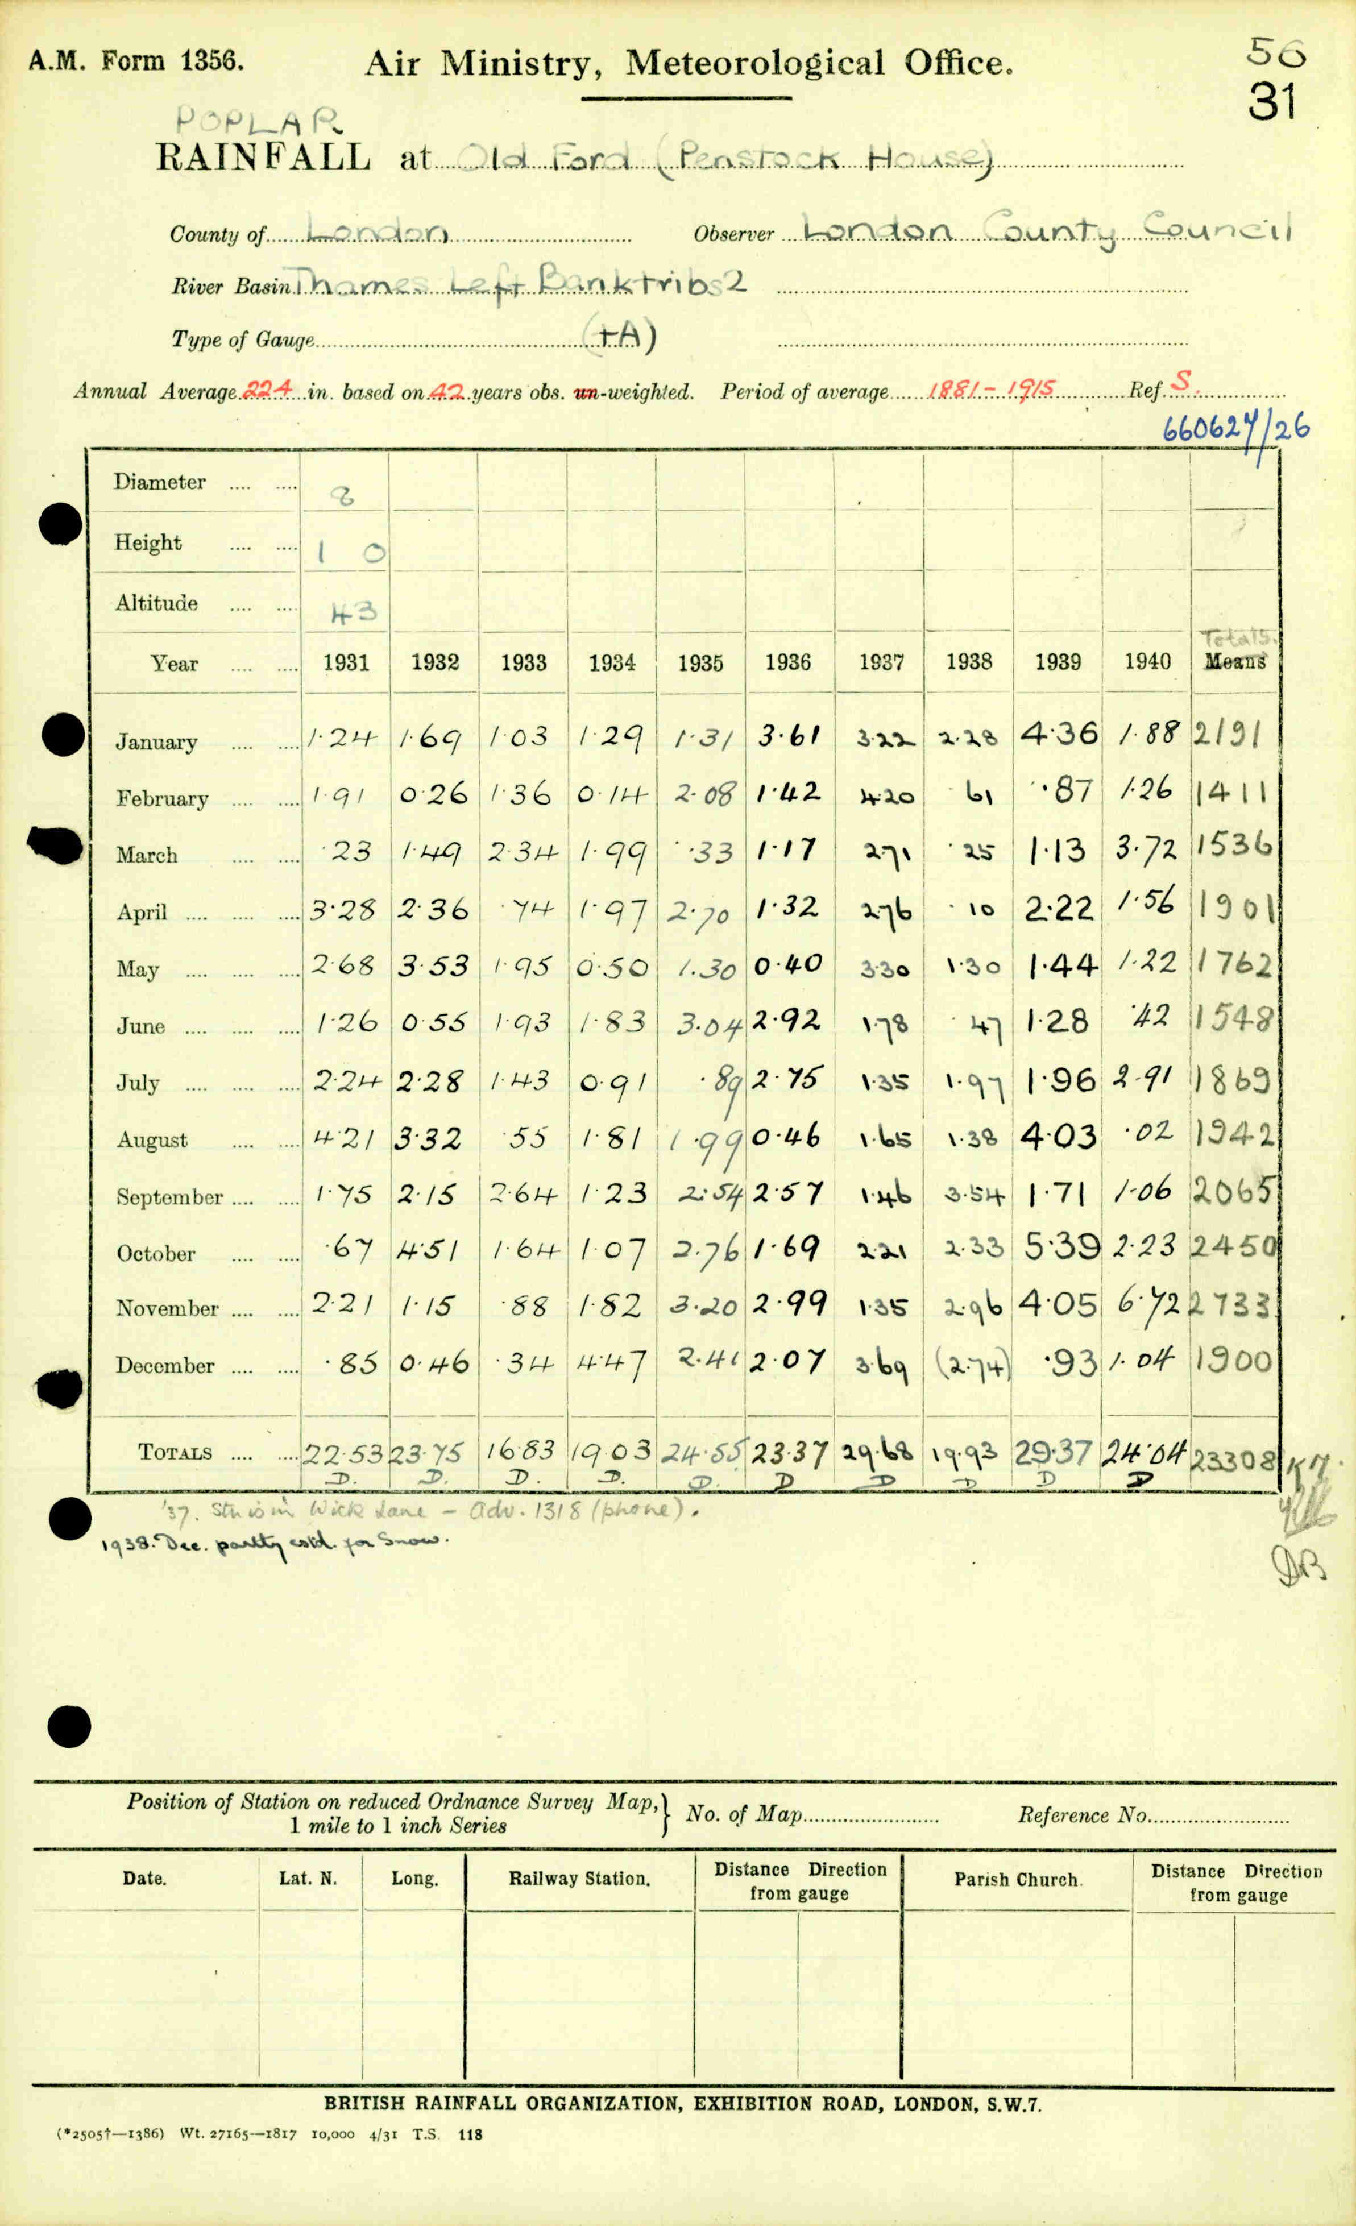 A.M. Form 1356.
Air Ministry, Meteorological Office.
56
31
POPLAR
RAINFALL at Old Ford (Penstock House)
County of London Observer London County Council
River Basin Thames Left Bank tribs 2
Type of Gauge (+A)
Annual Average 22.4 in. based on 42 years obs. un-weighted. Period of average 1881-1915 Ref. S.
660627/26
Diameter 8
Height 1 0
Altitude 43
Totals.
Year 1931 1932 1933 1934 1935 1936 1937 1938 1939 1940 Means
January 1.24 1.69 1.03 1.29 1.31 3.61 3.22 2.28 4.36 1.88 2191
February 1.91 0.26 1.36 0.14 2.08 1.42 4.20 61 .87 1.26 1411
March .23 1.49 2.34 1.99 .33 1.17 2.71 .25 1.13 3.72 1536
April 3.28 2.36 .74 1.97 2.70 1.32 2.76 .10 2.22 1.56 1901
May 2.68 3.53 1.95 0.50 1.30 0.40 3.30 1.30 1.44 1.22 1762
June 1.26 0.55 1.93 1.83 3.04 2.92 1.78 .47 1.28 .42 1548
July 2.24 2.28 1.43 0.91 .89 2.75 1.35 1.97 1.96 2.91 1869
August 4.21 3.32 .55 1.81 1.99 0.46 1.65 1.38 4.03 .02 1942
September 1.75 2.15 2.64 1.23 2.54 2.57 1.46 3.54 1.71 1.06 2065
October .67 4.51 1.64 1.07 2.76 1.69 2.21 2.33 5.39 2.23 2450
November 2.21 1.15 .88 1.82 3.20 2.99 1.35 2.96 4.05 6.72 2733
December .85 0.46 .34 4.47 2.41 2.07 3.69 (2.74) .93 1.04 1900
TOTALS 22.53 23.75 16.83 19.03 24.55 23.37 29.68 19.93 29.37 24.04 23308
D. D. D. D. D. D D D D D
'37. Stn is in Wick Lane - Adv. 1318 (phone).
1938. Dec. partly estd. for Snow.
DB
Position of Station on reduced Ordnance Survey Map, 1 mile to 1 inch Series } No. of Map Reference No.
Date. Lat. N. Long. Railway Station. Distance Direction from gauge Parish Church. Distance Direction from gauge
BRITISH RAINFALL ORGANIZATION, EXHIBITION ROAD, LONDON, S.W.7.
(*2505†—1386) Wt. 27165—1817 10,000 4/31 T.S. 118